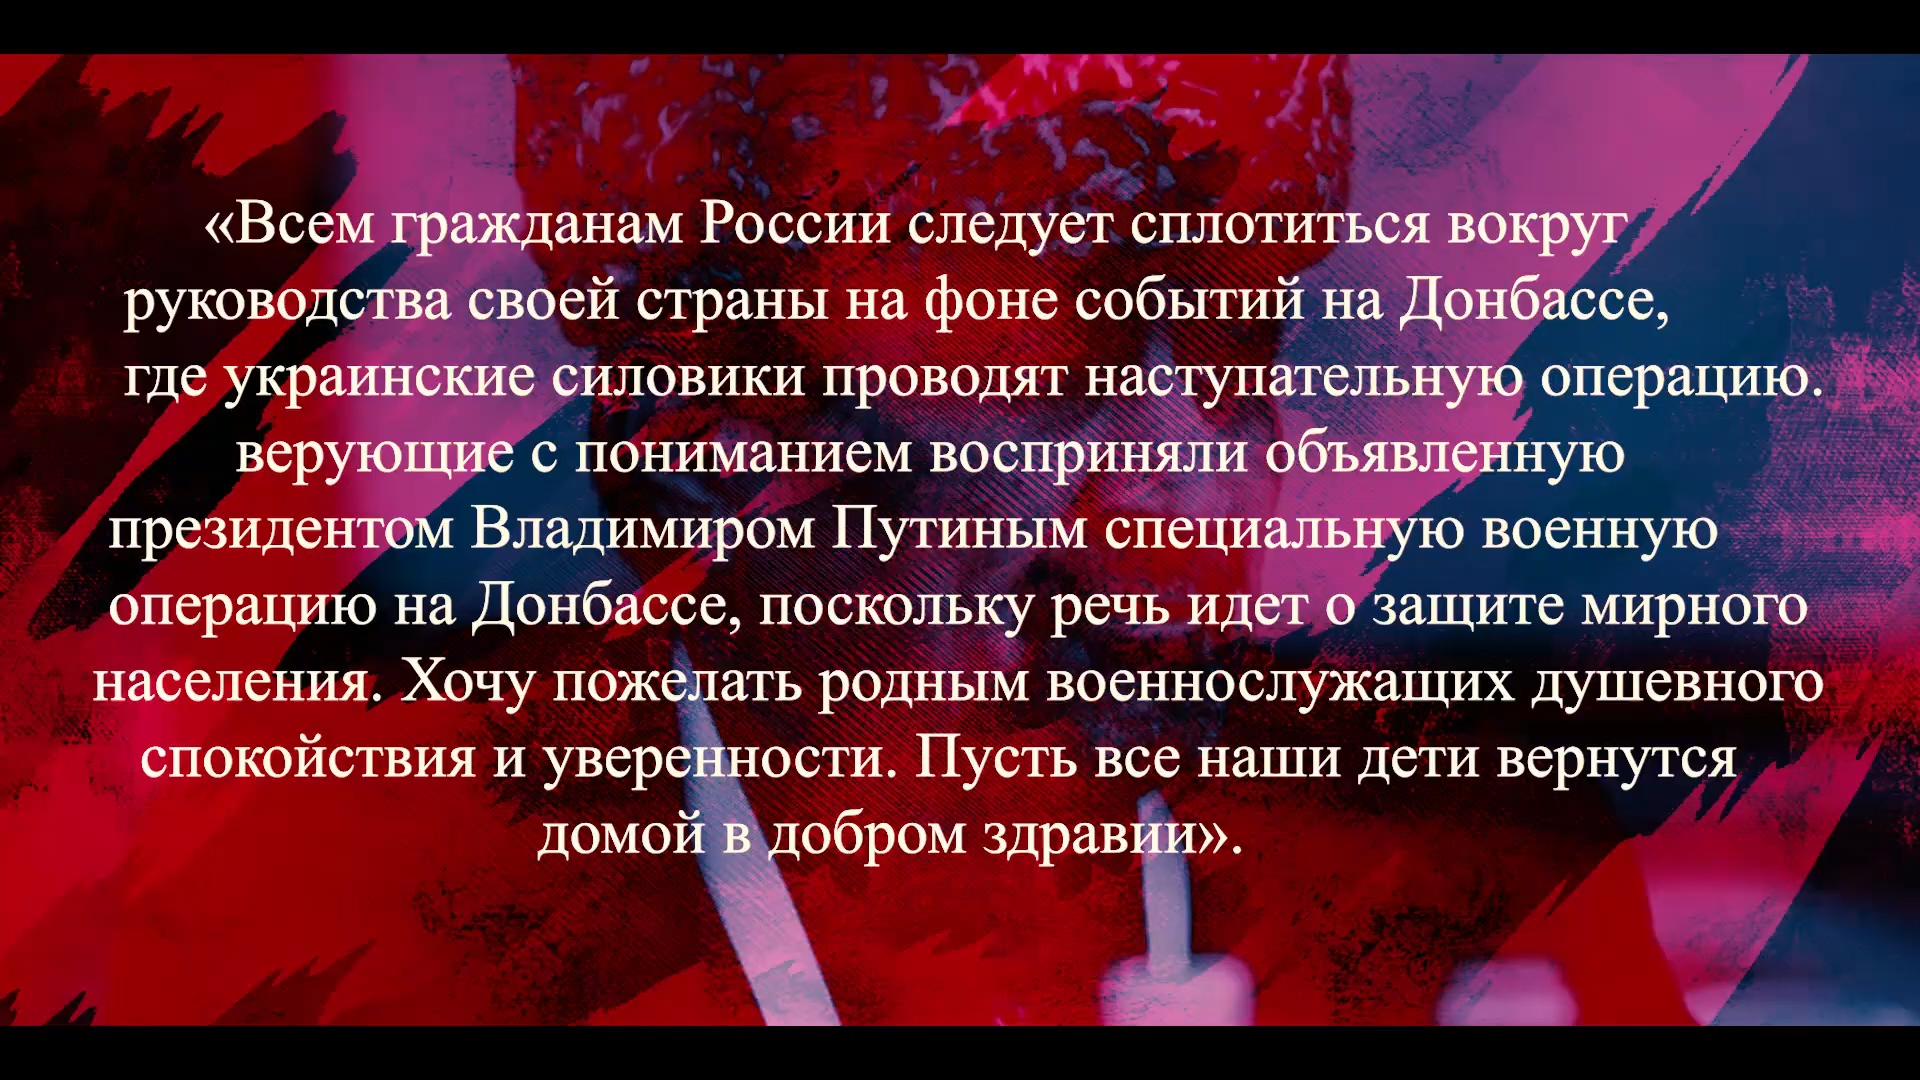 «Всем гражданам России следует сплотиться вокруг
руководства своей страны на фоне событий на Донбассе,
где украинские силовики проводят наступательную операцию.
верующие с пониманием восприняли объявленную
президентом Владимиром Путиным специальную военную
операцию на Донбассе, поскольку речь идет о защите мирного
населения. Хочу пожелать родным военнослужащих душевного
спокойствия и уверенности. Пусть все наши дети вернутся
домой в добром здравии».